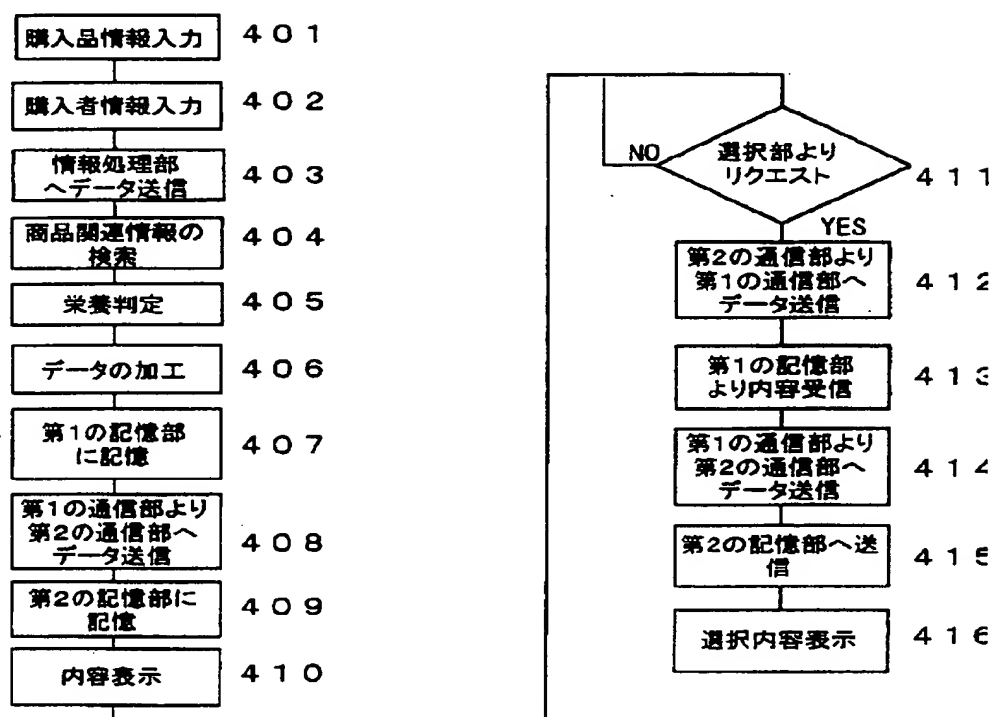 購入品情報入力 401
購入者情報入力 402
情報処理部
へデータ送信 403
商品関連情報の
検索 404
栄養判定 405
データの加工 406
第1の記憶部
に記憶 407
第1の通信部より
第2の通信部へ
データ送信 408
第2の記憶部に
記憶 409
内容表示 410
選択部より
リクエスト 411
NO
YES
第2の通信部より
第1の通信部へ
データ送信 412
第1の記憶部
より内容受信 413
第1の通信部より
第2の通信部へ
データ送信 414
第2の記憶部へ送
信 415
選択内容表示 416